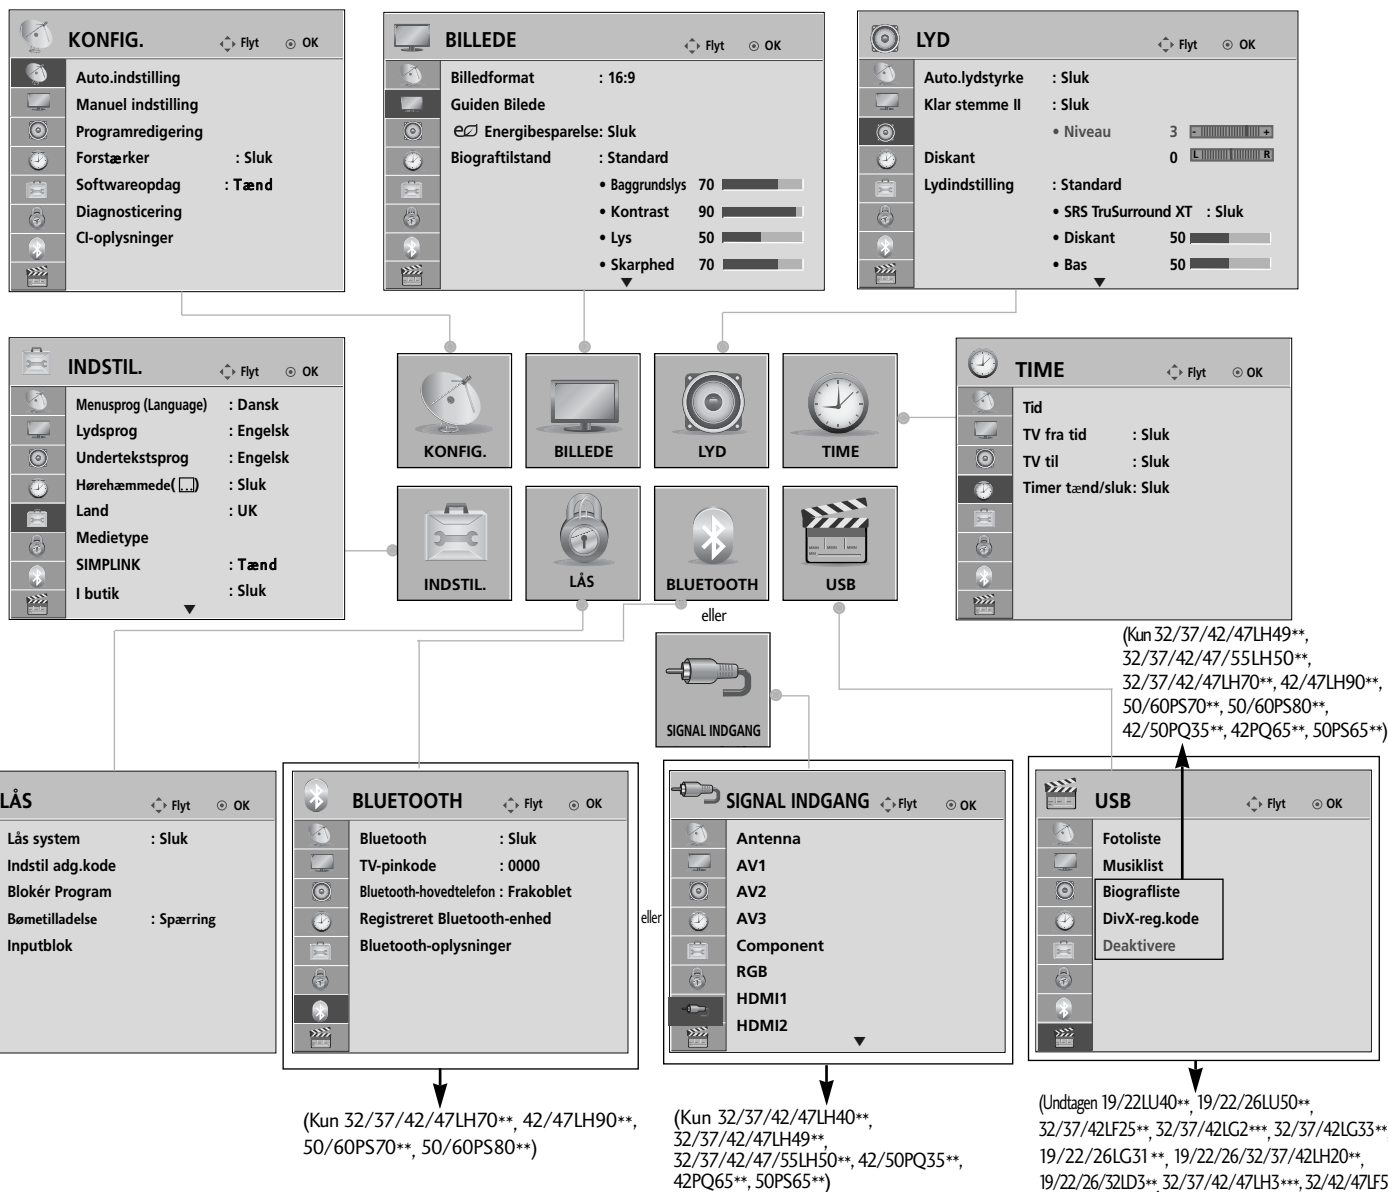 KONFIG. Flyt OK
Auto.indstilling
Manuel indstilling
Programredigering
Forstærker : Sluk
Softwareopdag : Tænd
Diagnosticering
CI-oplysninger
BILLEDE Flyt OK
Billedformat : 16:9
Guiden Bilede
Energibesparelse: Sluk
Biograftilstand : Standard
• Baggrundslys 70
• Kontrast 90
• Lys 50
• Skarphed 70
LYD Flyt OK
Auto.lydstyrke : Sluk
Klar stemme II : Sluk
• Niveau 3 - +
Diskant 0 L R
Lydindstilling : Standard
• SRS TruSurround XT : Sluk
• Diskant 50
• Bas 50
INDSTIL. Flyt OK
Menusprog (Language) : Dansk
Lydsprog : Engelsk
Undertekstsprog : Engelsk
Hørehæmmede( ) : Sluk
Land : UK
Medietype
SIMPLINK : Tænd
I butik : Sluk
KONFIG.
BILLEDE
LYD
TIME
INDSTIL.
LÅS
BLUETOOTH
USB
eller
SIGNAL INDGANG
TIME Flyt OK
Tid
TV fra tid : Sluk
TV til : Sluk
Timer tænd/sluk: Sluk
(Kun 32/37/42/47LH49**,
32/37/42/47/55LH50**,
32/37/42/47LH70**, 42/47LH90**,
50/60PS70**, 50/60PS80**,
42/50PQ35**, 42PQ65**, 50PS65**)
LÅS Flyt OK
Lås system : Sluk
Indstil adg.kode
Blokér Program
Bømetilladelse : Spærring
Inputblok
BLUETOOTH Flyt OK
Bluetooth : Sluk
TV-pinkode : 0000
Bluetooth-hovedtelefon : Frakoblet
Registreret Bluetooth-enhed
Bluetooth-oplysninger
eller
SIGNAL INDGANG Flyt OK
Antenna
AV1
AV2
AV3
Component
RGB
HDMI1
HDMI2
USB Flyt OK
Fotoliste
Musiklist
Biografliste
DivX-reg.kode
Deaktivere
(Kun 32/37/42/47LH70**, 42/47LH90**,
50/60PS70**, 50/60PS80**)
(Kun 32/37/42/47LH40**,
32/37/42/47LH49**,
32/37/42/47/55LH50**, 42/50PQ35**,
42PQ65**, 50PS65**)
(Undtagen 19/22LU40**, 19/22/26LU50**,
32/37/42LF25**, 32/37/42LG2***, 32/37/42LG33**
19/22/26LG31 **, 19/22/26/32/37/42LH20**,
19/22/26/32LD3**, 32/37/42/47LH3***, 32/42/47LF5